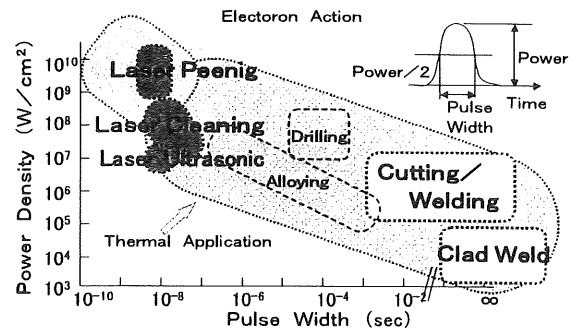 Electoron Action
Power Density (W/cm²)
10¹⁰
10⁹
10⁸
10⁷
10⁶
10⁵
10⁴
10³
Laser Peenig
Laser Cleaning
Laser Ultrasonic
Drilling
Alloying
Cutting/
Welding
Clad Weld
Thermal Application
Power
Power/2
Time
Pulse
Width
10⁻¹⁰
10⁻⁸
10⁻⁶
10⁻⁴
10⁻²
∞
Pulse Width (sec)